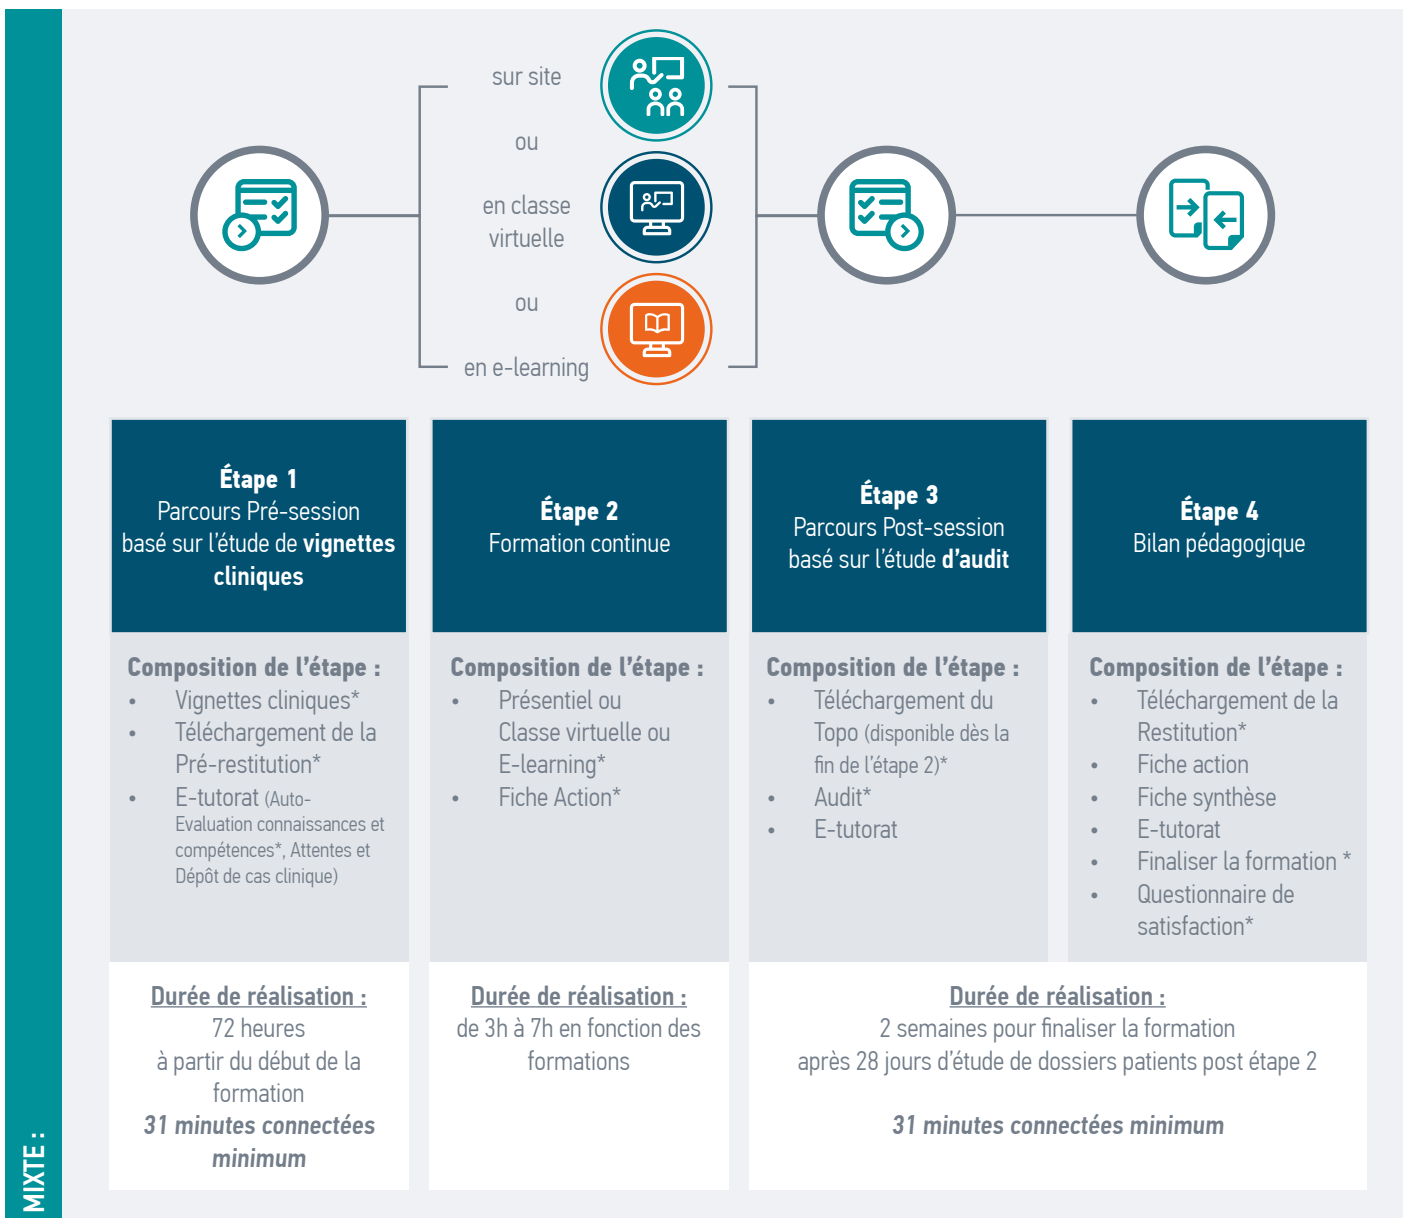 sur site
ou
en classe
virtuelle
ou
en e-learning
Étape 1
Parcours Pré-session
basé sur l'étude de vignettes
cliniques
Étape 2
Formation continue
Étape 3
Parcours Post-session
basé sur l'étude d'audit
Étape 4
Bilan pédagogique
Composition de l'étape :
• Vignettes cliniques*
• Téléchargement de la
Pré-restitution*
• E-tutorat (Auto-
Evaluation connaissances et
compétences*, Attentes et
Dépôt de cas clinique)
Composition de l'étape :
• Présentiel ou
Classe virtuelle ou
E-learning*
• Fiche Action*
Composition de l'étape :
• Téléchargement du
Topo (disponible dès la
fin de l'étape 2)*
• Audit*
• E-tutorat
Composition de l'étape :
• Téléchargement de la
Restitution*
• Fiche action
• Fiche synthèse
• E-tutorat
• Finaliser la formation *
• Questionnaire de
satisfaction*
Durée de réalisation :
72 heures
à partir du début de la
formation
31 minutes connectées
minimum
Durée de réalisation :
de 3h à 7h en fonction des
formations
Durée de réalisation :
2 semaines pour finaliser la formation
après 28 jours d'étude de dossiers patients post étape 2
31 minutes connectées minimum
MIXTE :